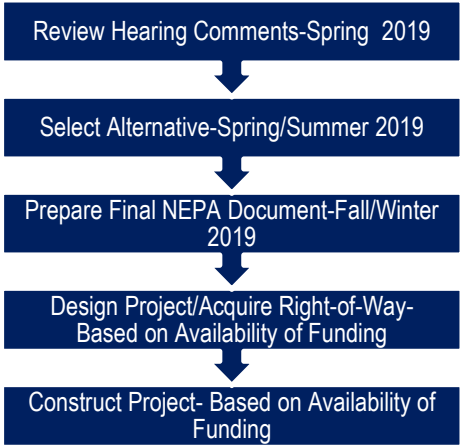 Review Hearing Comments-Spring 2019
Select Alternative-Spring/Summer 2019
Prepare Final NEPA Document-Fall/Winter
2019
Design Project/Acquire Right-of-Way-
Based on Availability of Funding
Construct Project- Based on Availability of
Funding